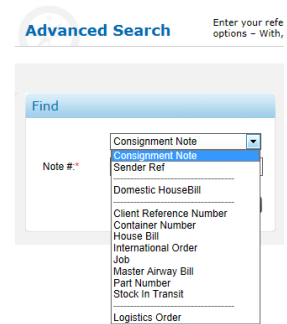 Advanced Search
Enter your refe
options – With,
Find
Consignment Note
Note #:*
Consignment Note
Sender Ref
Domestic HouseBill
Client Reference Number
Container Number
House Bill
International Order
Job
Master Airway Bill
Part Number
Stock In Transit
Logistics Order